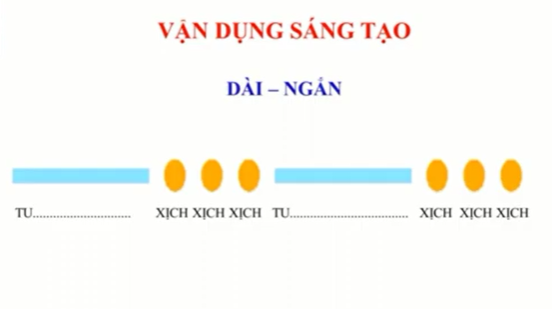 VẬN DỤNG SÁNG TẠO
DÀI – NGẮN
TU............................. XỊCH XỊCH XỊCH TU................................... XỊCH XỊCH XỊCH